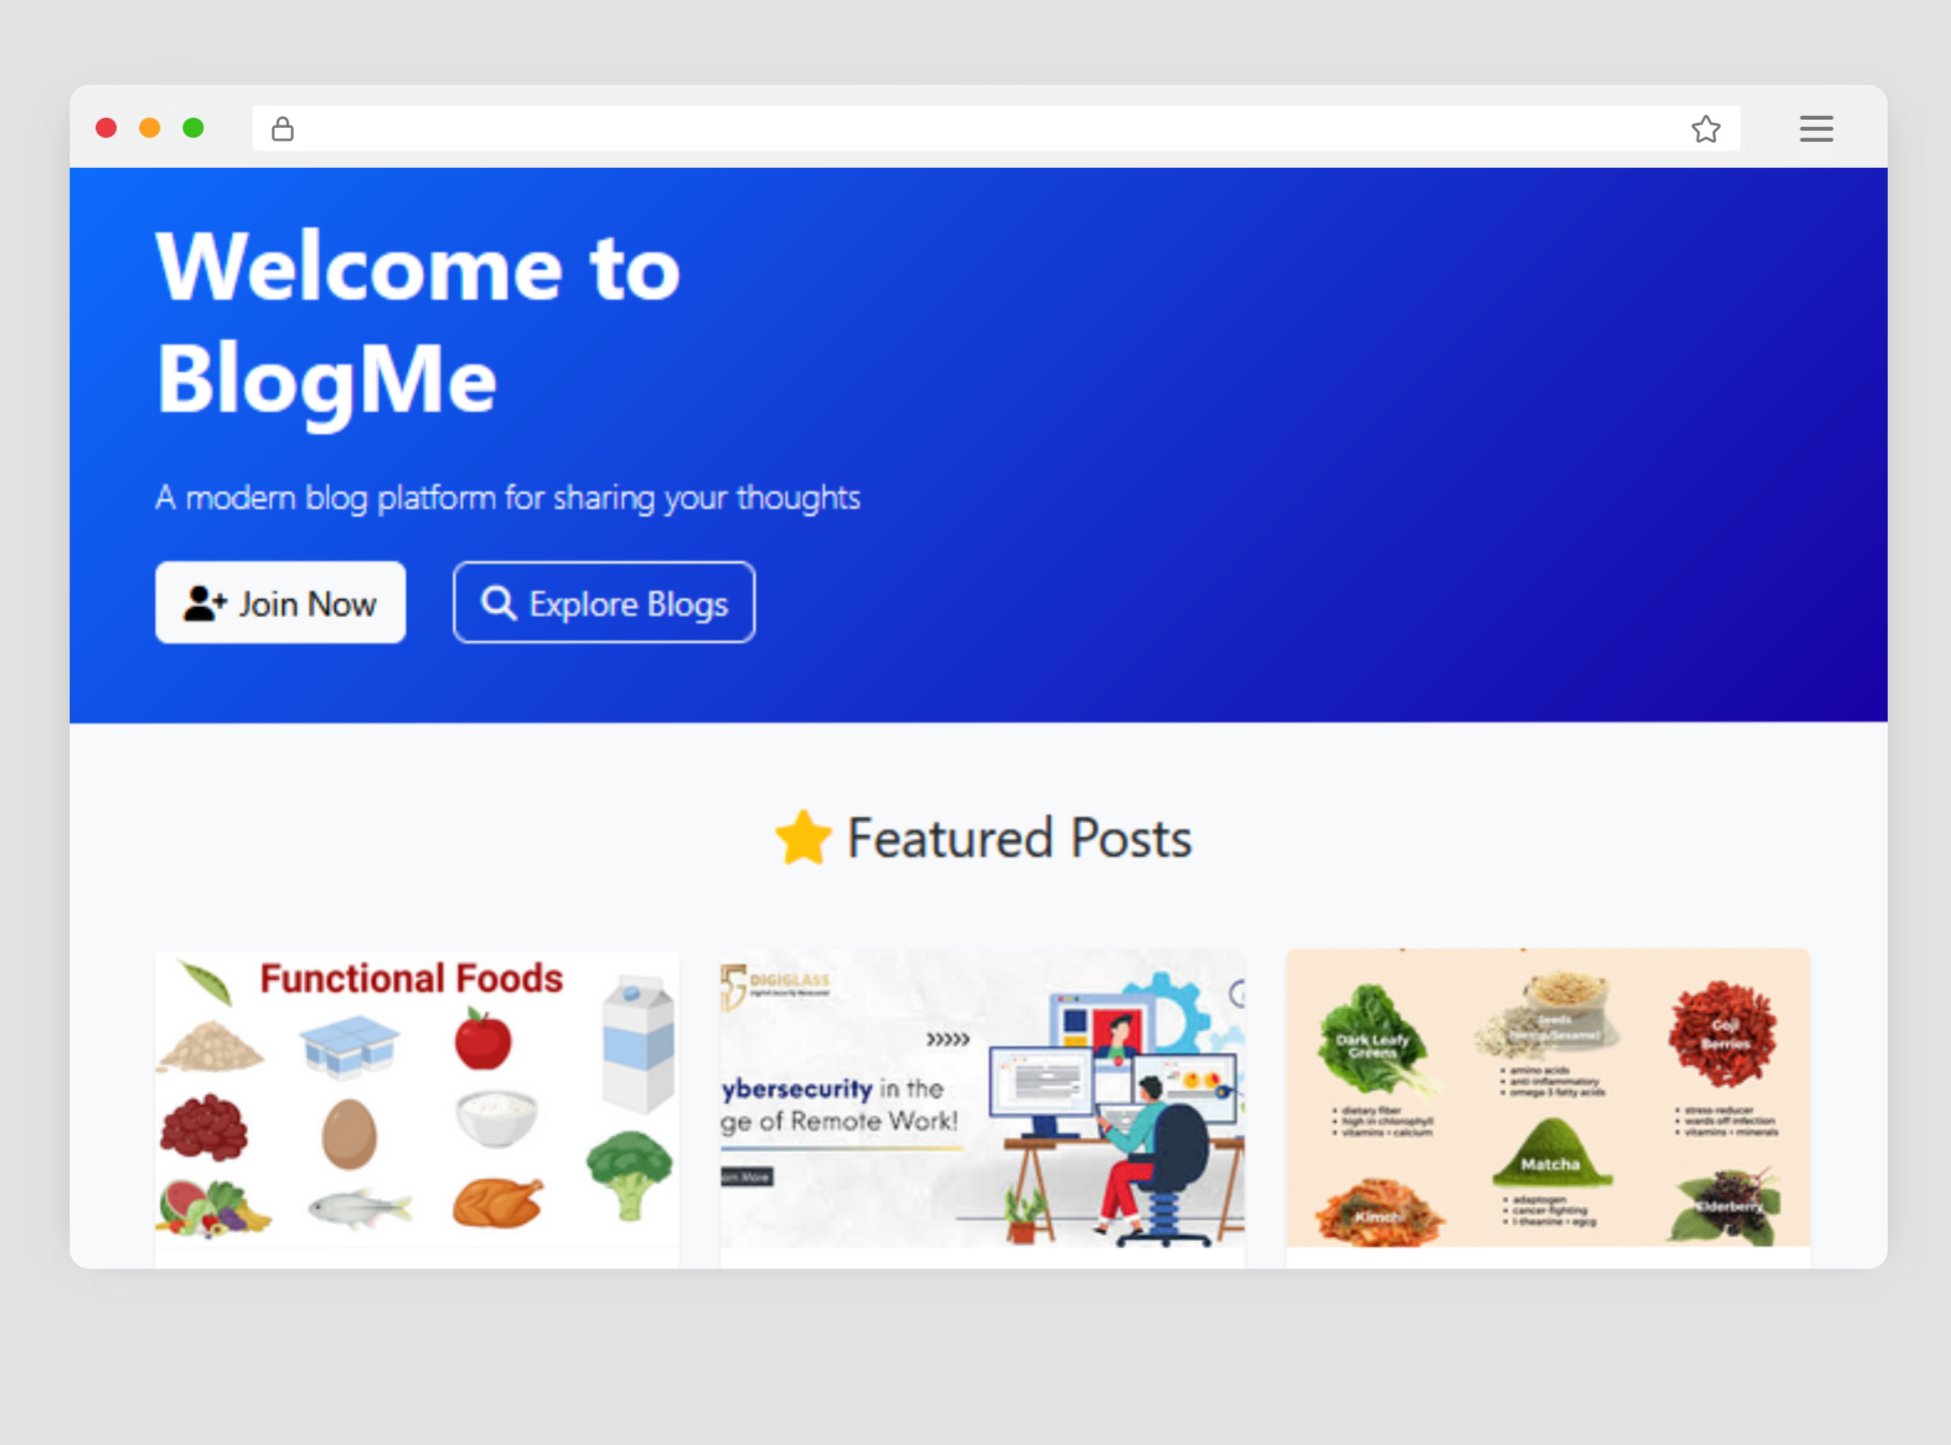 Welcome to
BlogMe
A modern blog platform for sharing your thoughts
Join Now
Explore Blogs
Featured Posts
Functional Foods
DIGIGLASS
ybersecurity in the
ge of Remote Work!
More
Dark Leafy
Greens
• dietary fiber
• high in chlorophyll
• vitamins + calcium
Seeds
• amino acids
• anti-inflammatory
• omega-3 fatty acids
Goji
Berries
• stress-reducer
• wards off infection
• vitamins + minerals
Matcha
• adaptogen
• cancer-fighting
• l-theanine + egcg
Kimchi
Elderberry